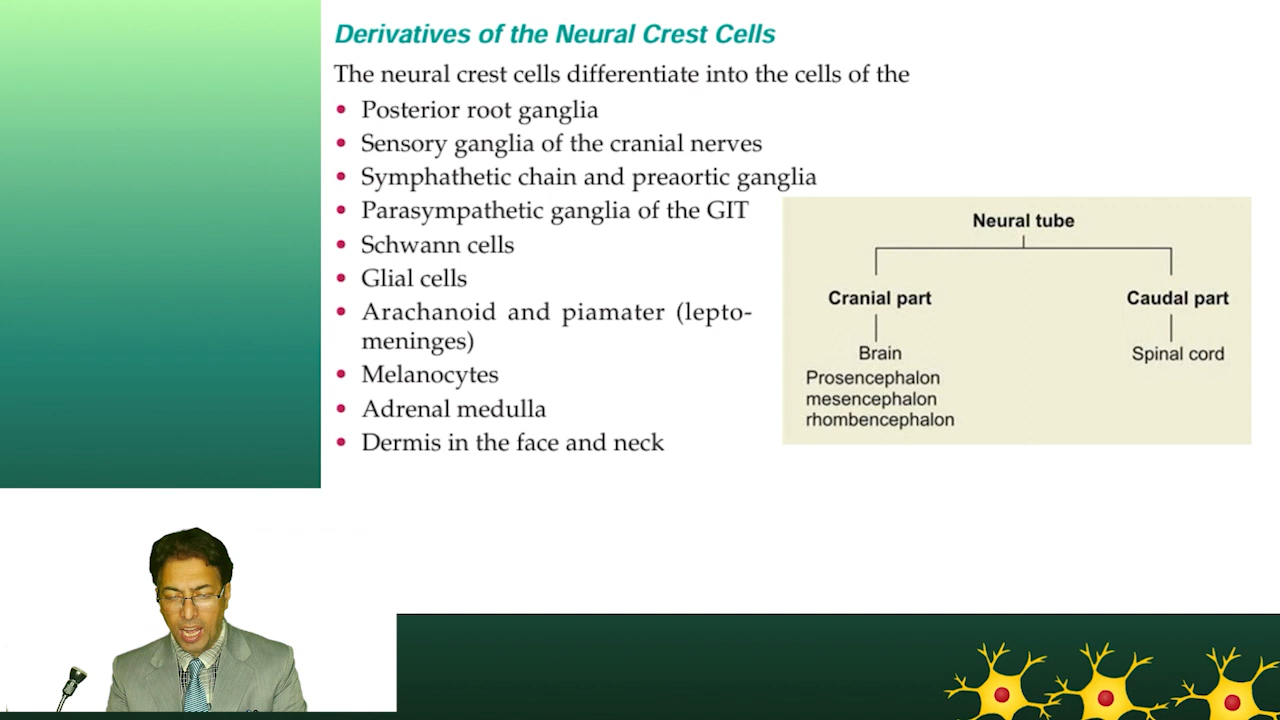 Derivatives of the Neural Crest Cells
The neural crest cells differentiate into the cells of the
• Posterior root ganglia
• Sensory ganglia of the cranial nerves
• Symphathetic chain and preaortic ganglia
• Parasympathetic ganglia of the GIT
• Schwann cells
• Glial cells
• Arachanoid and piamater (lepto-
meninges)
• Melanocytes
• Adrenal medulla
• Dermis in the face and neck
Neural tube
Cranial part
Caudal part
Brain
Spinal cord
Prosencephalon
mesencephalon
rhombencephalon